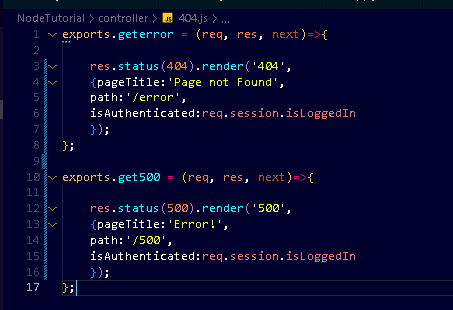 NodeTutorial > controller > JS 404.js > ...
1 exports.geterror = (req, res, next)=>{
2
3 res.status(404).render('404',
4 {pageTitle:'Page not Found',
5 path:'/error',
6 isAuthenticated:req.session.isLoggedIn
7 });
8 };
9
10 exports.get500 = (req, res, next)=>{
11
12 res.status(500).render('500',
13 {pageTitle:'Error!',
14 path:'/500',
15 isAuthenticated:req.session.isLoggedIn
16 });
17 };